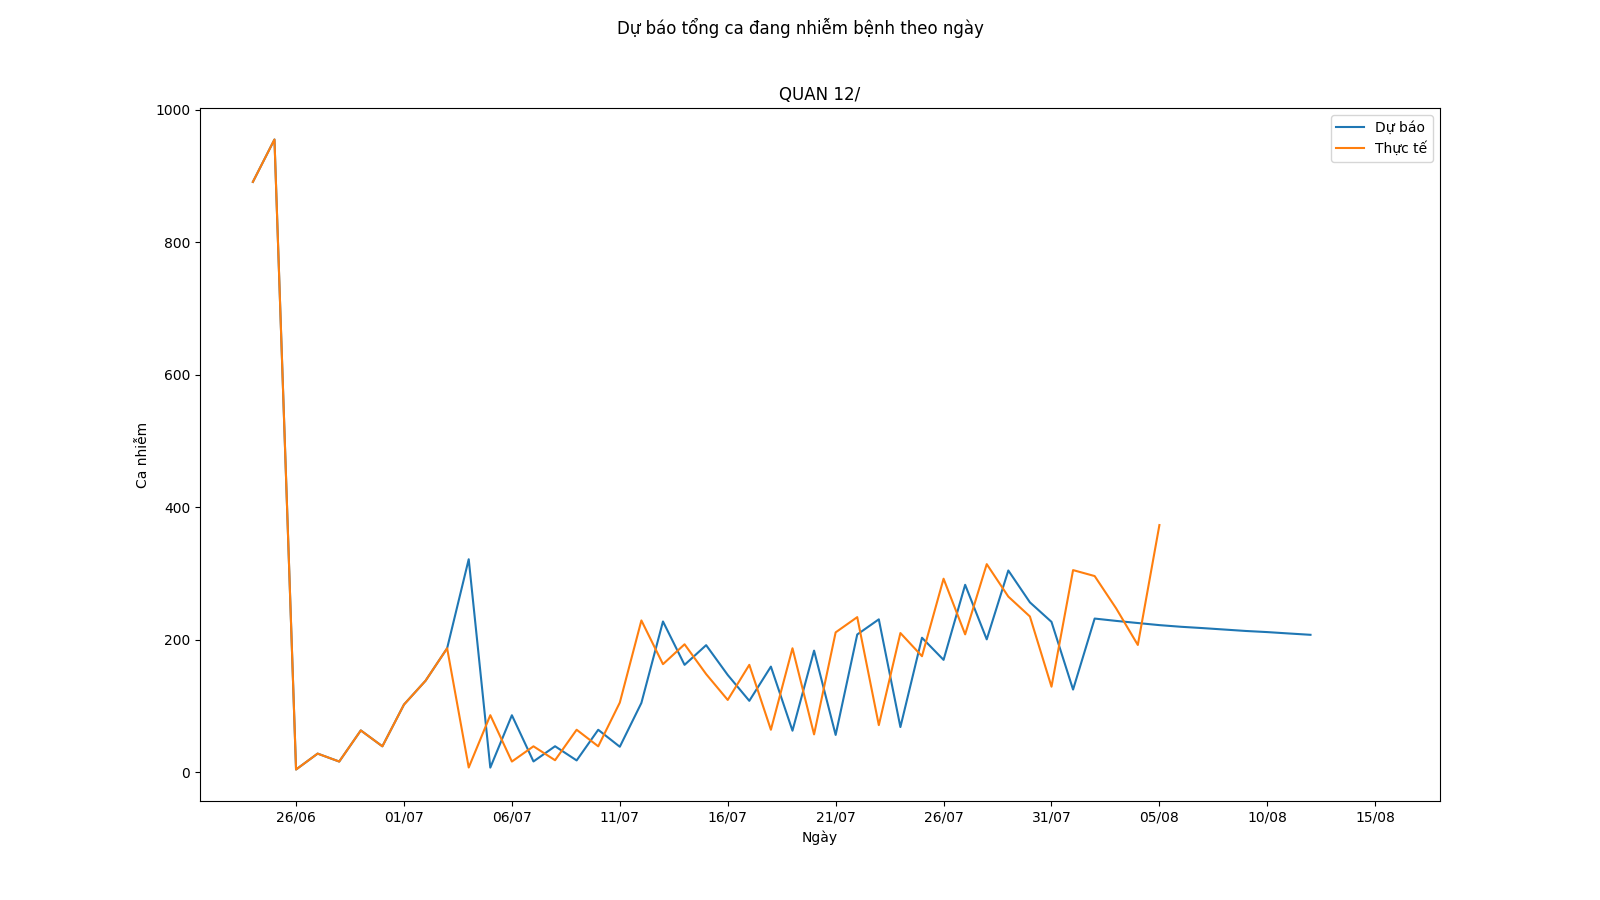 Dự báo tổng ca đang nhiễm bệnh theo ngày
QUAN 12/
Dự báo
Thực tế
1000
800
600
400
200
0
Ca nhiễm
26/06 01/07 06/07 11/07 16/07 21/07 26/07 31/07 05/08 10/08 15/08
Ngày